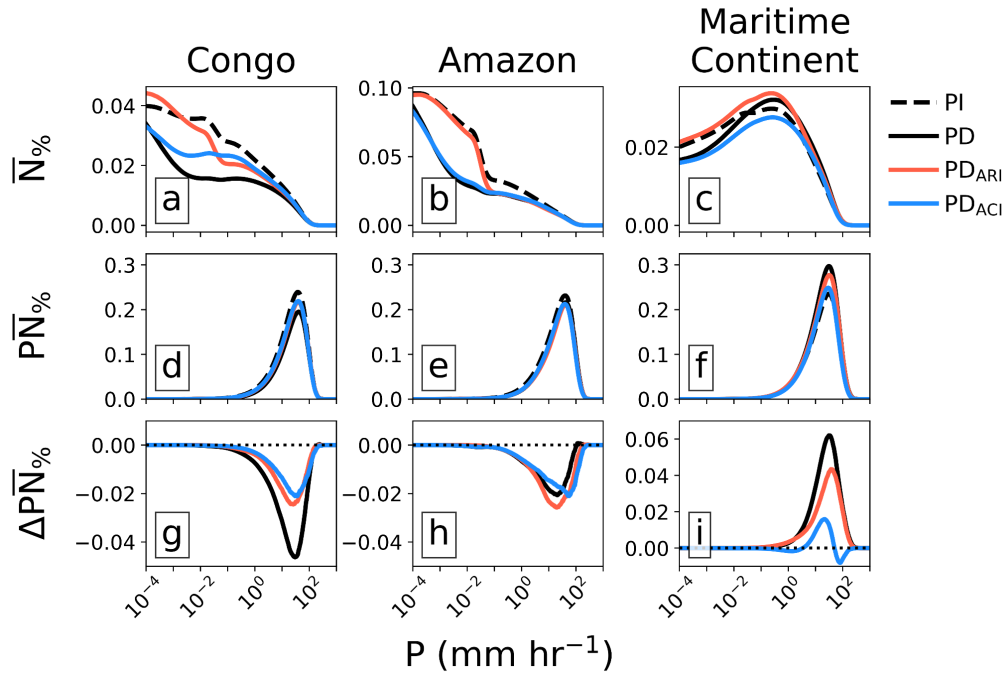 Congo
Amazon
Maritime
Continent
N̅%
0.04
0.02
0.00
a
0.10
0.05
0.00
b
0.02
0.00
c
PI
PD
PD_ARI
PD_ACI
PN̅%
0.3
0.2
0.1
0.0
d
0.3
0.2
0.1
0.0
e
0.3
0.2
0.1
0.0
f
ΔPN̅%
0.00
−0.02
−0.04
g
0.00
−0.02
−0.04
h
0.06
0.04
0.02
0.00
i
10⁻⁴ 10⁻² 10⁰ 10²
10⁻⁴ 10⁻² 10⁰ 10²
10⁻⁴ 10⁻² 10⁰ 10²
P (mm hr⁻¹)